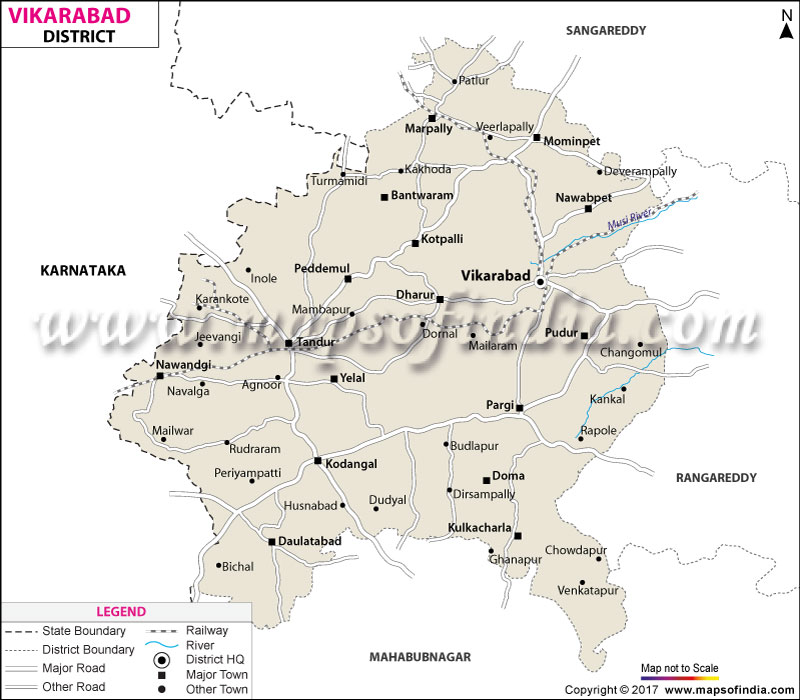 VIKARABAD
DISTRICT
SANGAREDDY
N
Patlur
Marpally
Veerlapally
Mominpet
Turmamidi
Kakhoda
Deverampally
Bantwaram
Nawabpet
Musi River
Kotpalli
KARNATAKA
Inole
Peddemul
Vikarabad
Karankote
Mambapur
Dharur
www.mapsofindia.com
Jeevangi
Tandur
Dornal
Mailaram
Pudur
Changomul
Nawandgi
Navalga
Agnoor
Yelal
Kankal
Pargi
Mailwar
Rudraram
Budlapur
Rapole
Periyampatti
Kodangal
Doma
RANGAREDDY
Husnabad
Dudyal
Dirsampally
Kulkacharla
Daulatabad
Ghanapur
Chowdapur
Bichal
Venkatapur
LEGEND
State Boundary
District Boundary
Major Road
Other Road
Railway
River
District HQ
Major Town
Other Town
MAHABUBNAGAR
Map not to Scale
Copyright © 2017 www.mapsofindia.com